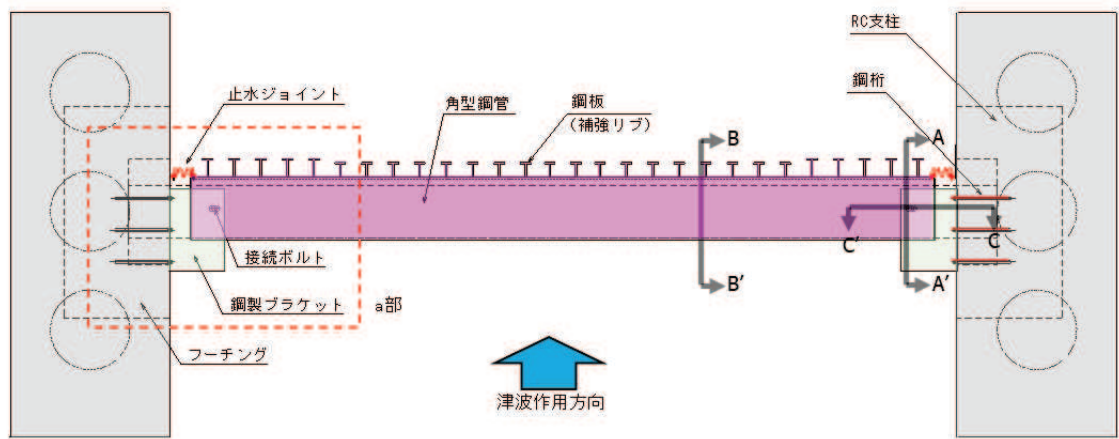 RC支柱
止水ジョイント
角型鋼管
鋼板
(補強リブ)
鋼桁
B
A
C'
C
接続ボルト
B'
A'
鋼製ブラケット
a部
フーチング
津波作用方向